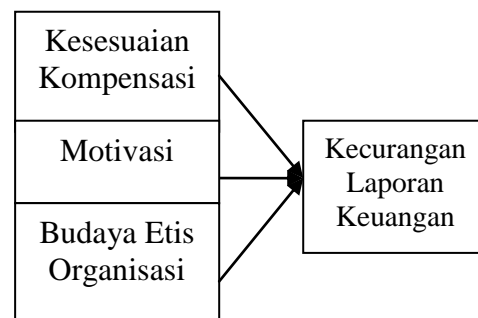 Kesesuaian
Kompensasi
Motivasi
Budaya Etis
Organisasi
Kecurangan
Laporan
Keuangan